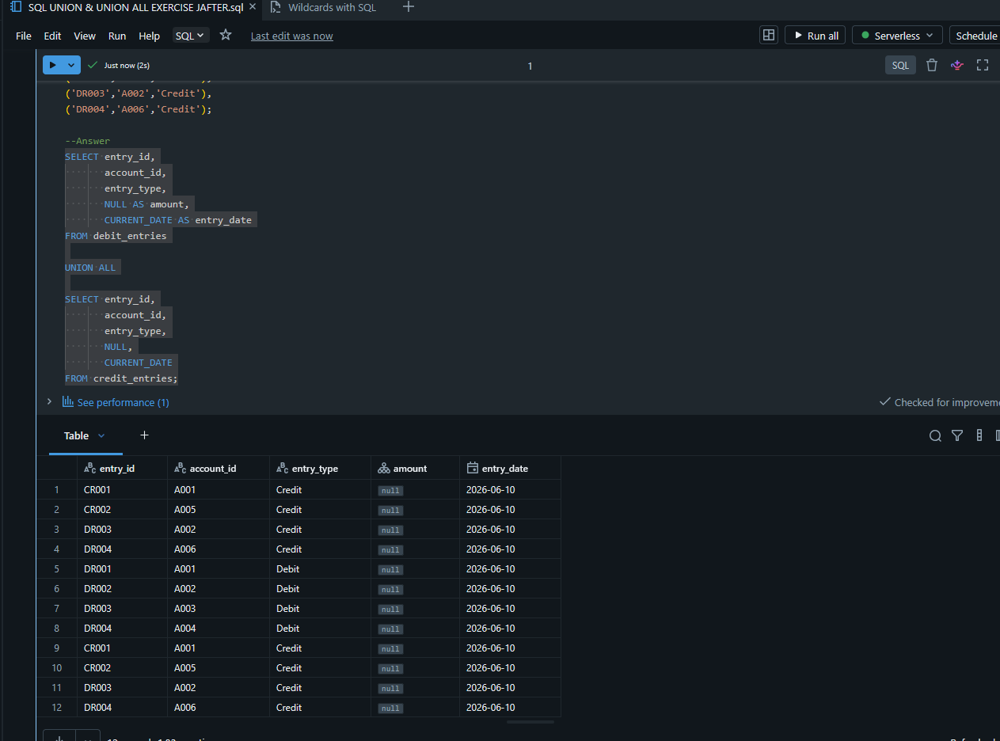 SQL UNION & UNION ALL EXERCISE JAFTER.sql × Wildcards with SQL +
File Edit View Run Help SQL Last edit was now Run all Serverless Schedule
Just now (2s) 1 SQL
('DR003','A002','Credit'),
('DR004','A006','Credit');
--Answer
SELECT entry_id,
account_id,
entry_type,
NULL AS amount,
CURRENT_DATE AS entry_date
FROM debit_entries
UNION ALL
SELECT entry_id,
account_id,
entry_type,
NULL,
CURRENT_DATE
FROM credit_entries;
See performance (1) Checked for improveme
Table +
entry_id account_id entry_type amount entry_date
1 CR001 A001 Credit null 2026-06-10
2 CR002 A005 Credit null 2026-06-10
3 DR003 A002 Credit null 2026-06-10
4 DR004 A006 Credit null 2026-06-10
5 DR001 A001 Debit null 2026-06-10
6 DR002 A002 Debit null 2026-06-10
7 DR003 A003 Debit null 2026-06-10
8 DR004 A004 Debit null 2026-06-10
9 CR001 A001 Credit null 2026-06-10
10 CR002 A005 Credit null 2026-06-10
11 DR003 A002 Credit null 2026-06-10
12 DR004 A006 Credit null 2026-06-10